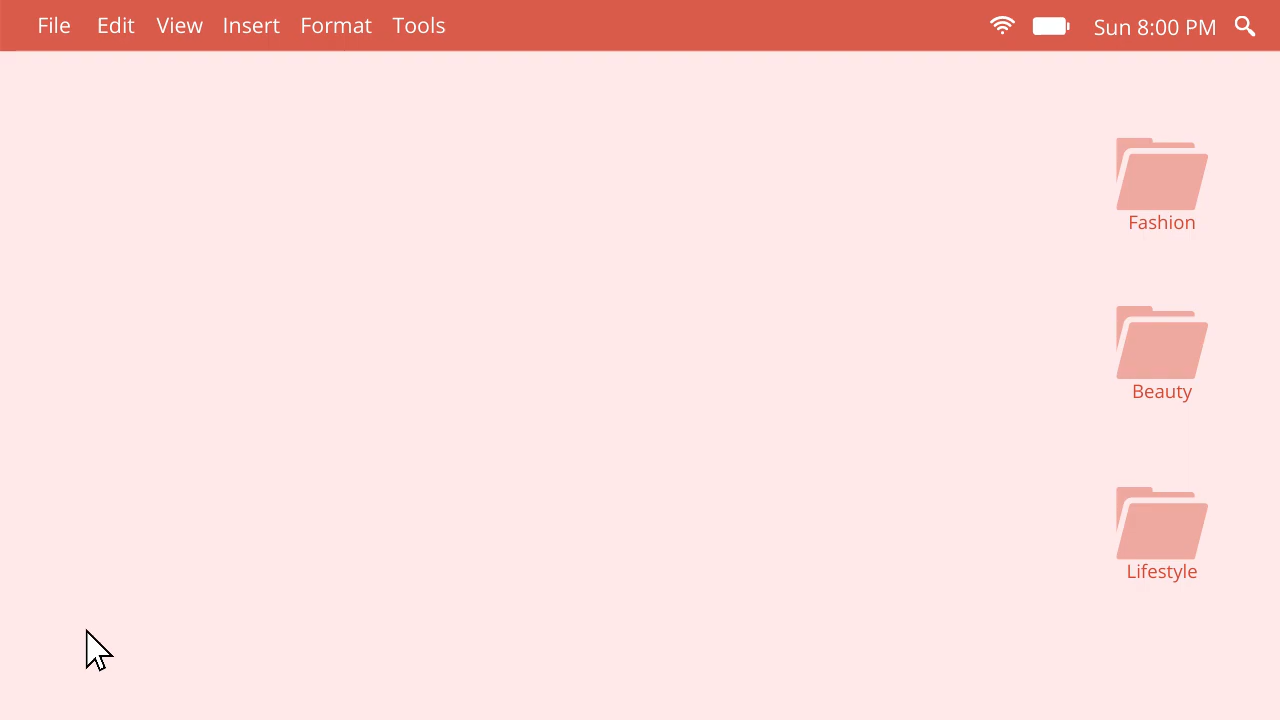 File Edit View Insert Format Tools Sun 8:00 PM
Fashion
Beauty
Lifestyle